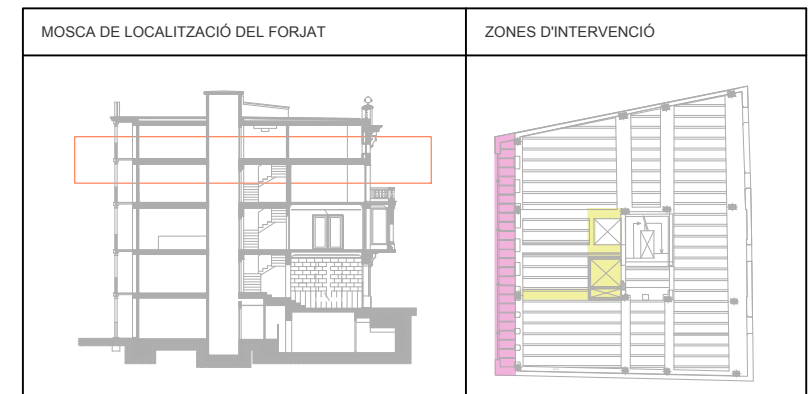 MOSCA DE LOCALITZACIÓ DEL FORJAT
ZONES D'INTERVENCIÓ